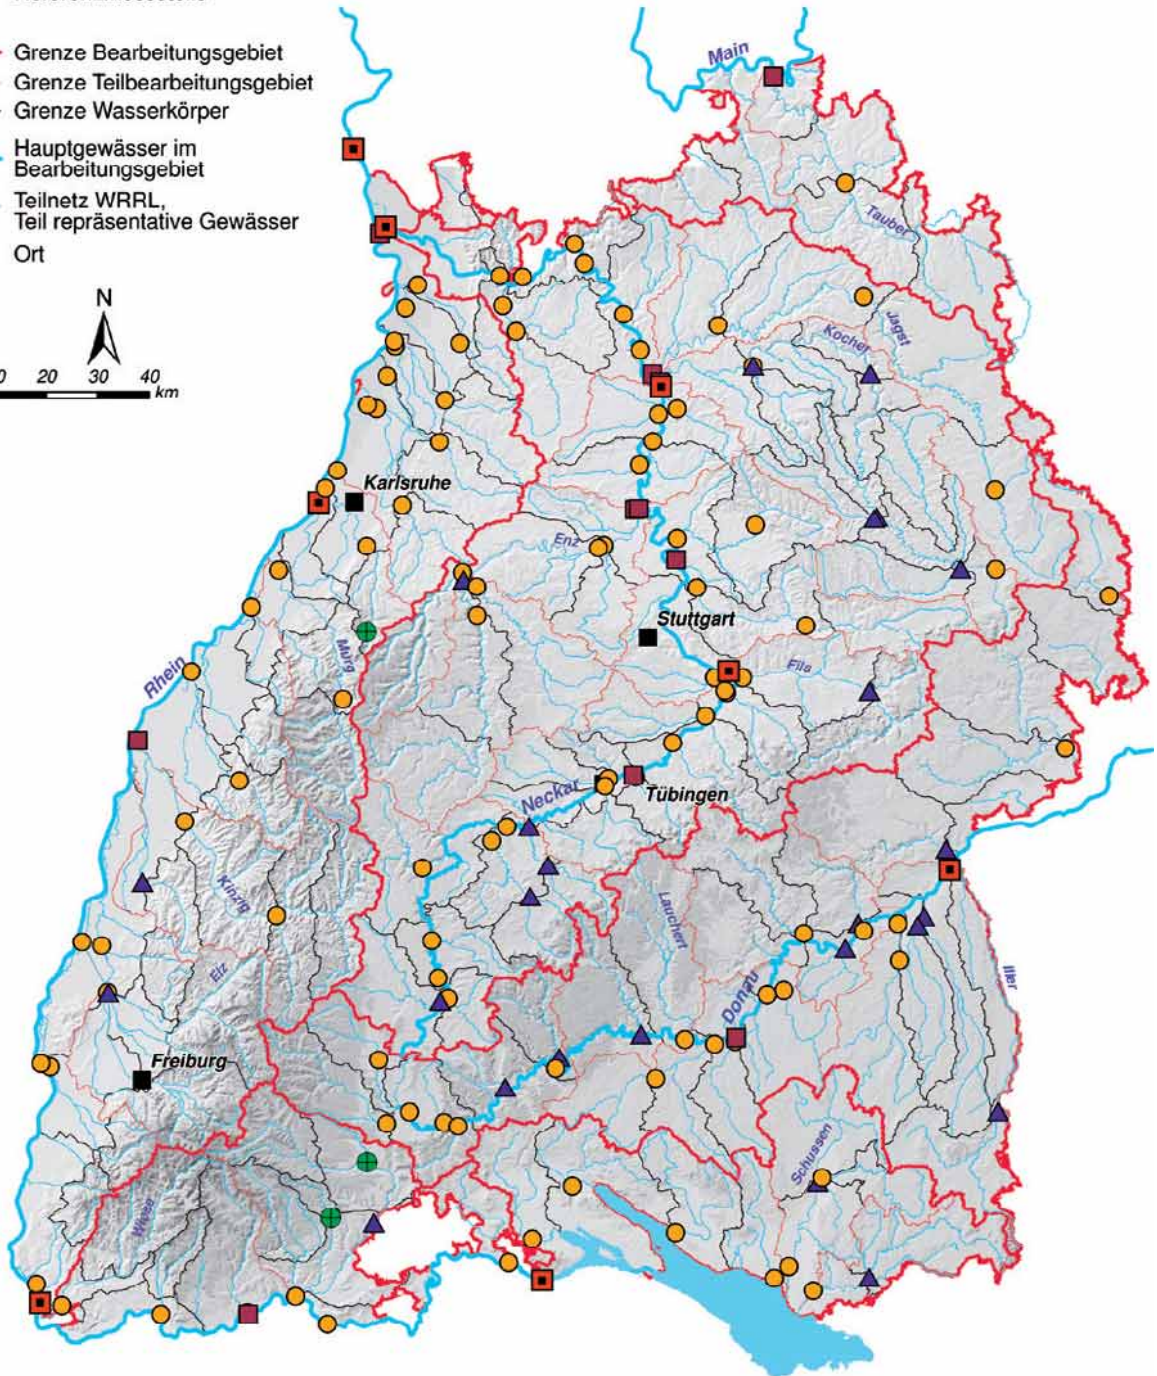 Grenze Bearbeitungsgebiet
Grenze Teilbearbeitungsgebiet
Grenze Wasserkörper
Hauptgewässer im
Bearbeitungsgebiet
Teilnetz WRRL,
Teil repräsentative Gewässer
Ort
N
0 20 30 40
km
Main
Tauber
Jagst
Kocher
Karlsruhe
Enz
Stuttgart
Murg
Fils
Rhein
Neckar
Tübingen
Kinzig
Lauchert
Elz
Donau
Iller
Freiburg
Schussen
Wiese